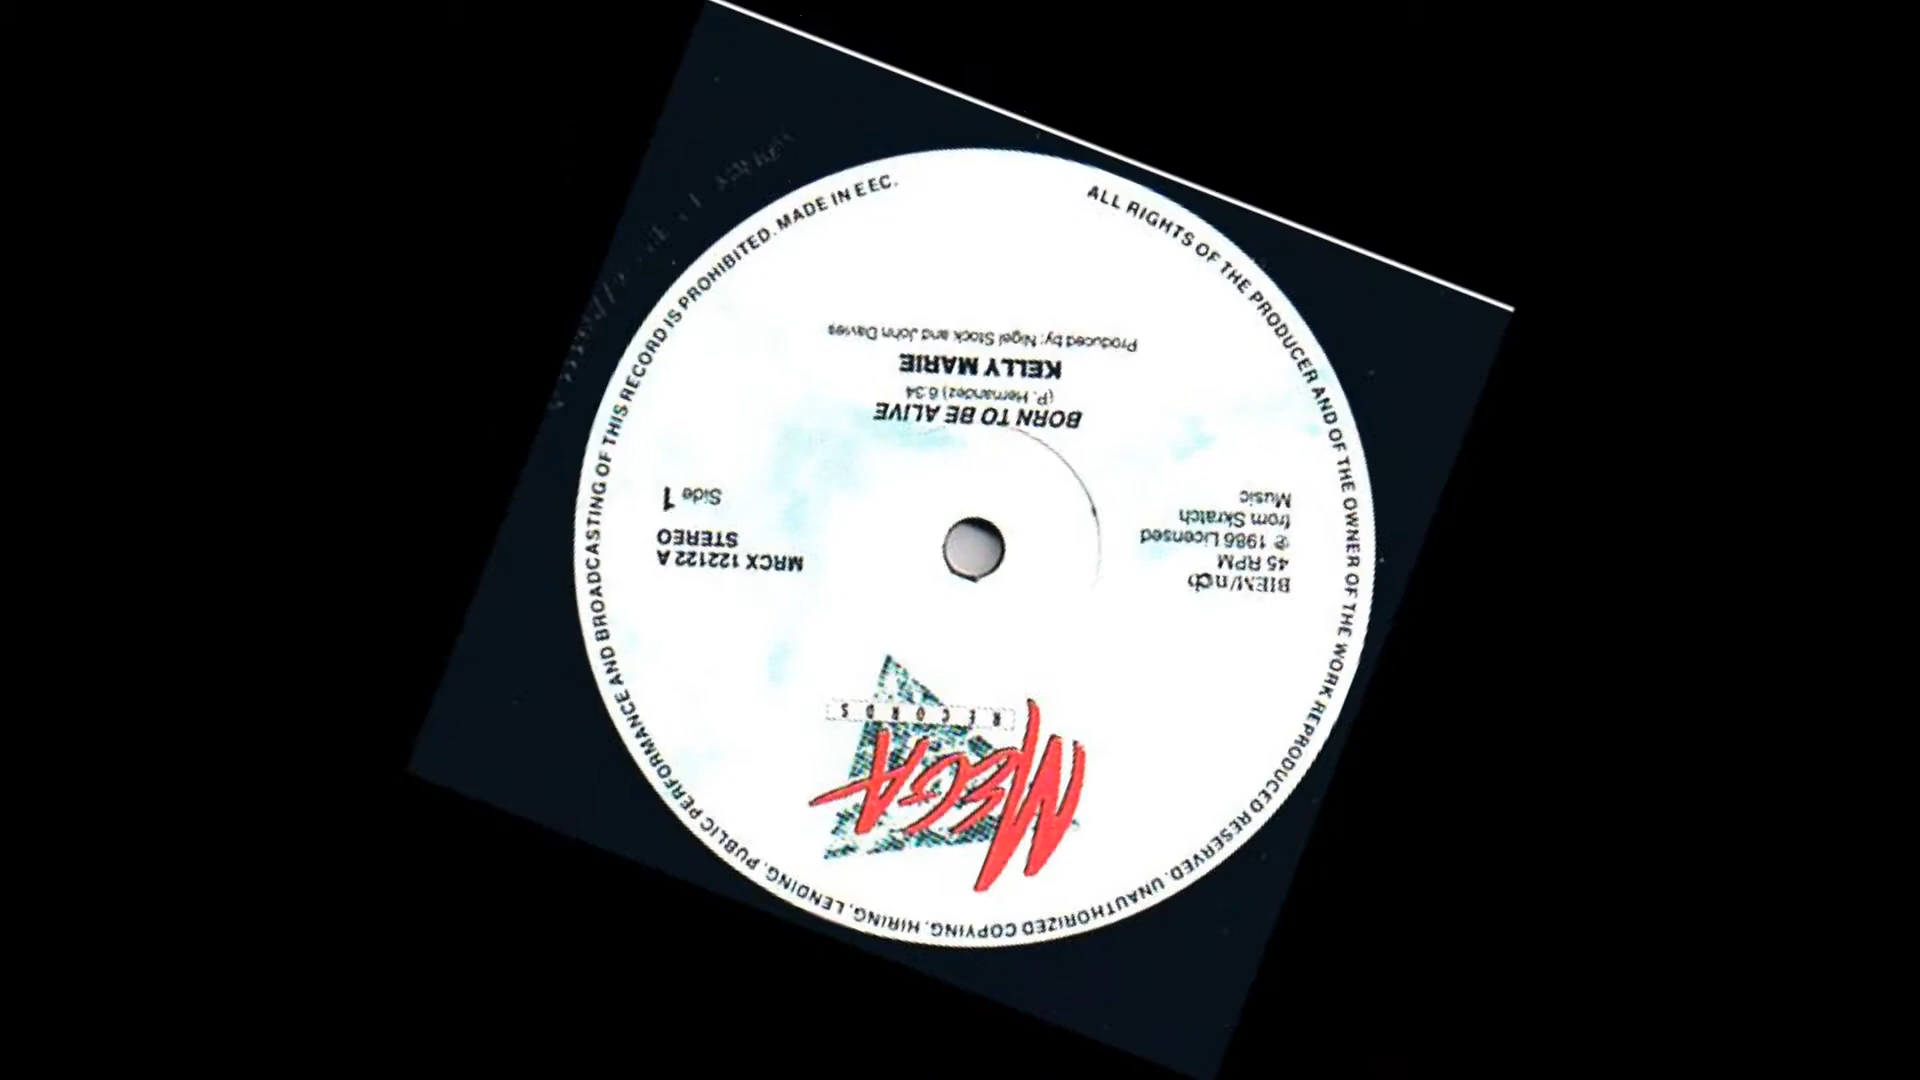 MEGA
RECORDS
BIEM/n©b
45 RPM
℗ 1986 Licensed
from Skratch
Music
MRCX 122122 A
STEREO
Side 1
BORN TO BE ALIVE
(P. Hernandez) 6.34
KELLY MARIE
Produced by: Nigel Stock and John Davies
ALL RIGHTS OF THE PRODUCER AND OF THE OWNER OF THE WORK REPRODUCED RESERVED. UNAUTHORIZED COPYING, HIRING, LENDING, PUBLIC PERFORMANCE AND BROADCASTING OF THIS RECORD IS PROHIBITED. MADE IN EEC.